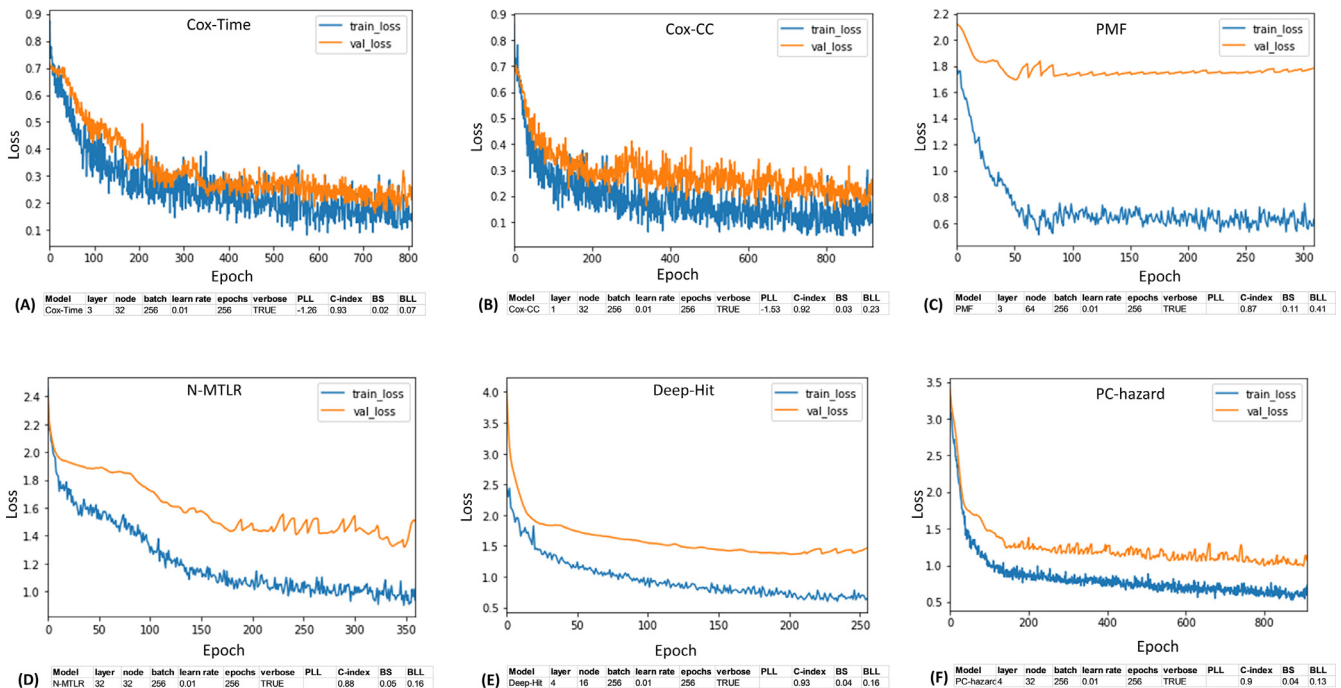 Cox-Time
train_loss
val_loss
0.9
0.8
0.7
0.6
0.5
0.4
0.3
0.2
0.1
Loss
0 100 200 300 400 500 600 700 800
Epoch
(A)
Model layer node batch learn rate epochs verbose PLL C-index BS BLL
Cox-Time 3 32 256 0.01 256 TRUE -1.26 0.93 0.02 0.07
Cox-CC
train_loss
val_loss
0.9
0.8
0.7
0.6
0.5
0.4
0.3
0.2
0.1
Loss
0 200 400 600 800
Epoch
(B)
Model layer node batch learn rate epochs verbose PLL C-index BS BLL
Cox-CC 1 32 256 0.01 256 TRUE -1.53 0.92 0.03 0.23
PMF
train_loss
val_loss
2.2
2.0
1.8
1.6
1.4
1.2
1.0
0.8
0.6
Loss
0 50 100 150 200 250 300
Epoch
(C)
Model layer node batch learn rate epochs verbose PLL C-index BS BLL
PMF 3 64 256 0.01 256 TRUE 0.87 0.11 0.41
N-MTLR
train_loss
val_loss
2.4
2.2
2.0
1.8
1.6
1.4
1.2
1.0
Loss
0 50 100 150 200 250 300 350
Epoch
(D)
Model layer node batch learn rate epochs verbose PLL C-index BS BLL
N-MTLR 32 32 256 0.01 256 TRUE 0.88 0.05 0.16
Deep-Hit
train_loss
val_loss
4.0
3.5
3.0
2.5
2.0
1.5
1.0
0.5
Loss
0 50 100 150 200 250
Epoch
(E)
Model layer node batch learn rate epochs verbose PLL C-index BS BLL
Deep-Hit 4 16 256 0.01 256 TRUE 0.93 0.04 0.16
PC-hazard
train_loss
val_loss
3.5
3.0
2.5
2.0
1.5
1.0
0.5
Loss
0 200 400 600 800
Epoch
(F)
Model layer node batch learn rate epochs verbose PLL C-index BS BLL
PC-hazarc 4 32 256 0.01 256 TRUE 0.9 0.04 0.13